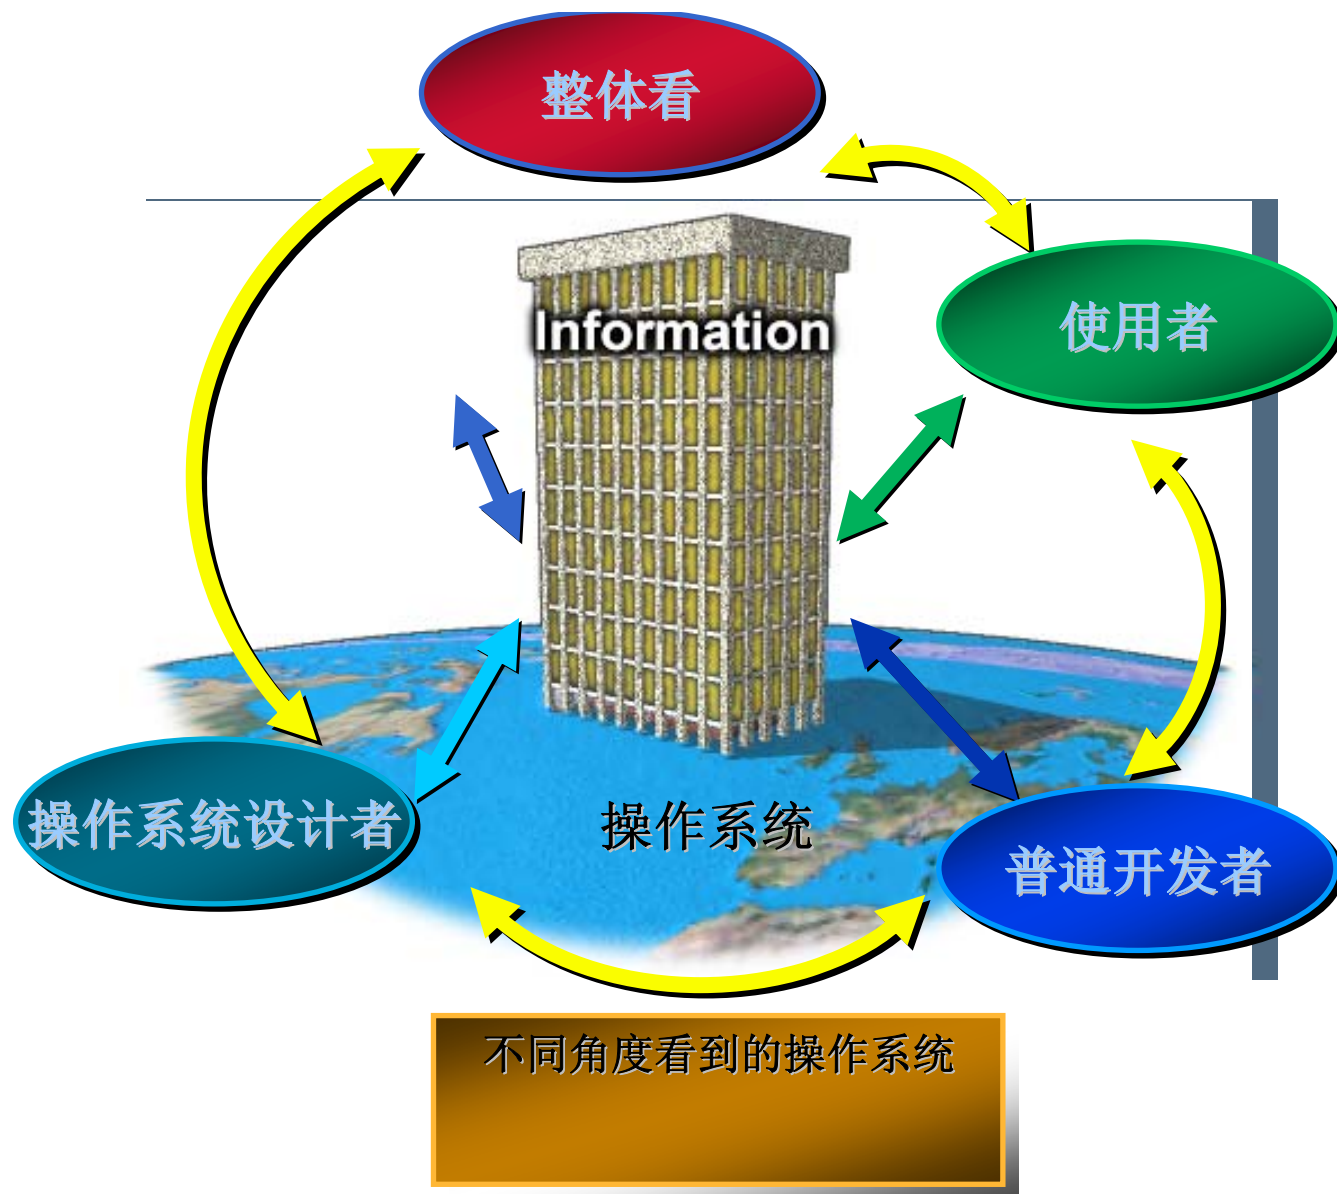 整体看
使用者
Information
操作系统设计者
操作系统
普通开发者
不同角度看到的操作系统